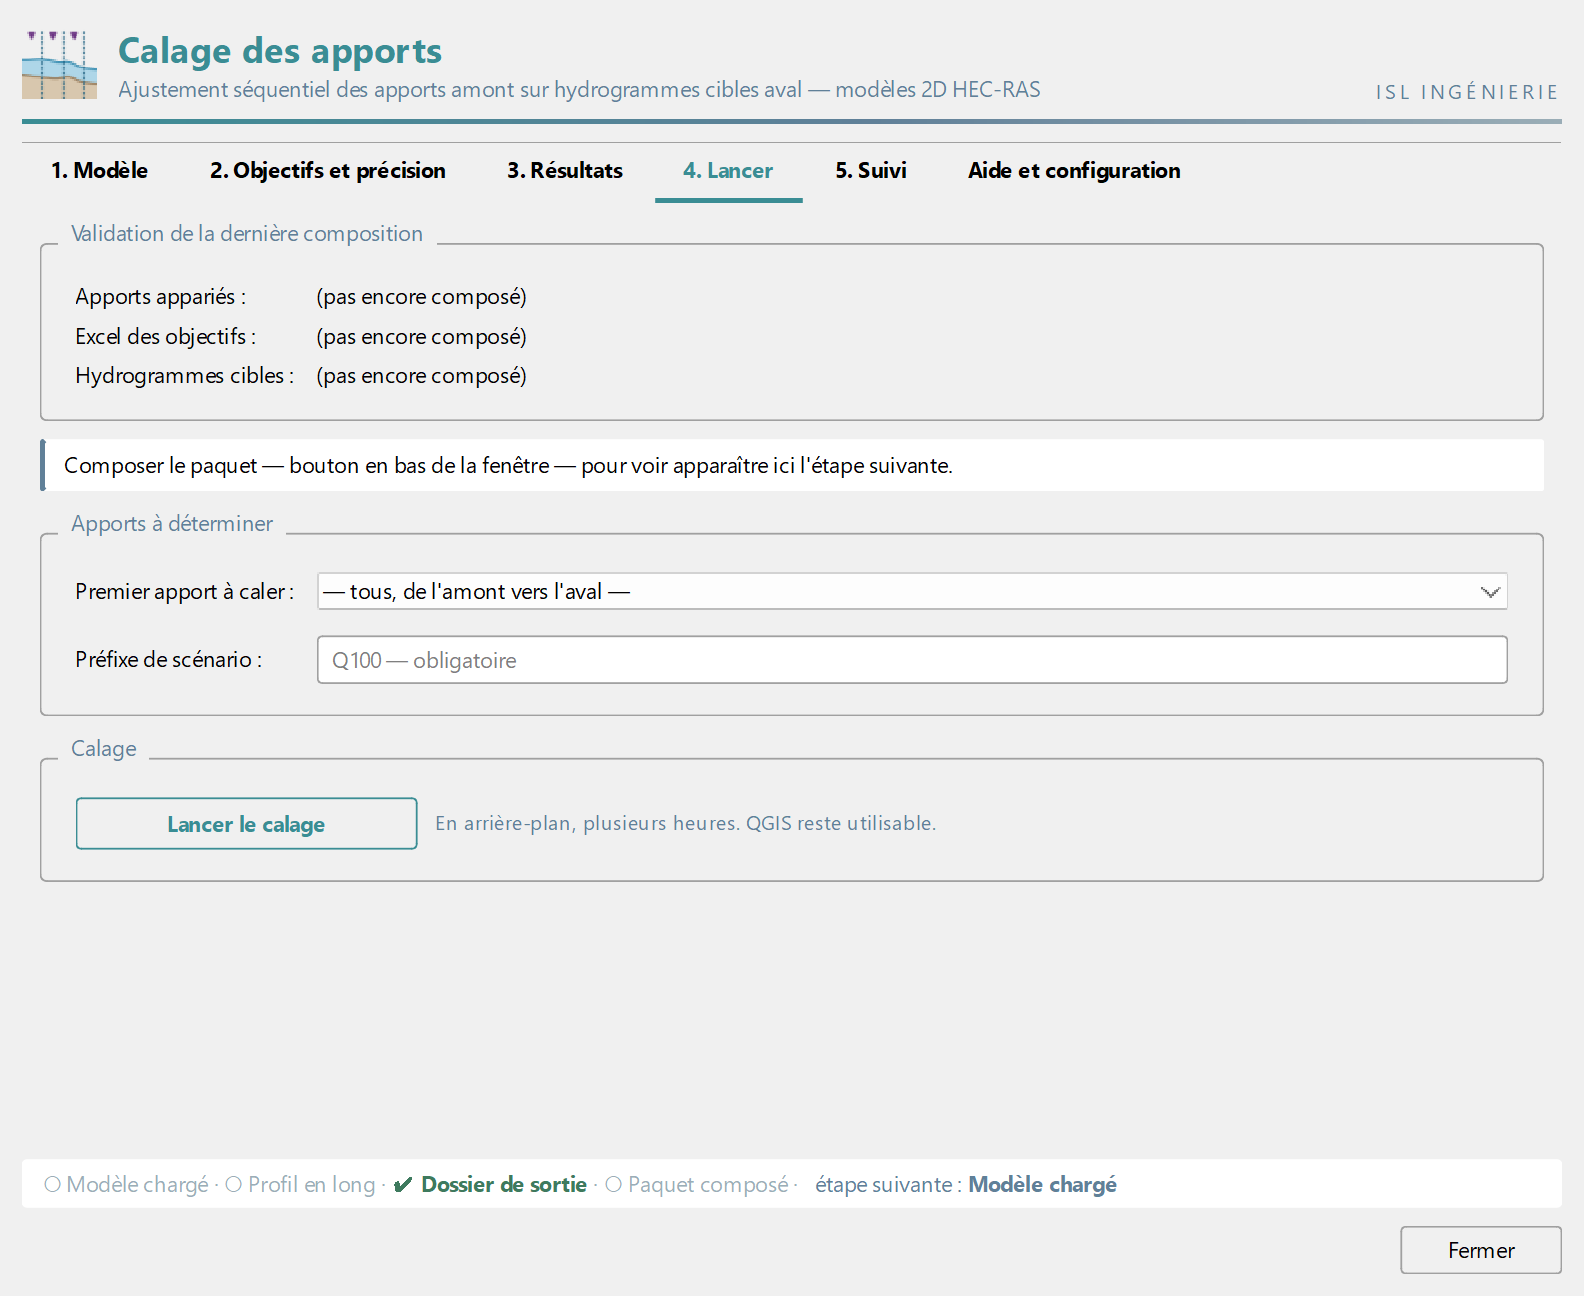 Calage des apports
Ajustement séquentiel des apports amont sur hydrogrammes cibles aval — modèles 2D HEC-RAS
ISL INGÉNIERIE
1. Modèle
2. Objectifs et précision
3. Résultats
4. Lancer
5. Suivi
Aide et configuration
Validation de la dernière composition
Apports appariés : (pas encore composé)
Excel des objectifs : (pas encore composé)
Hydrogrammes cibles : (pas encore composé)
Composer le paquet — bouton en bas de la fenêtre — pour voir apparaître ici l'étape suivante.
Apports à déterminer
Premier apport à caler : — tous, de l'amont vers l'aval —
Préfixe de scénario : Q100 — obligatoire
Calage
Lancer le calage
En arrière-plan, plusieurs heures. QGIS reste utilisable.
○ Modèle chargé · ○ Profil en long · ✔ Dossier de sortie · ○ Paquet composé · étape suivante : Modèle chargé
Fermer